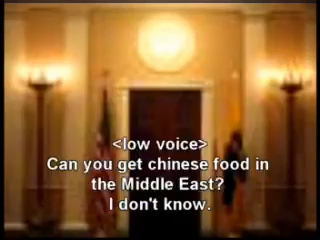 <low voice>
Can you get chinese food in
the Middle East?
I don't know.